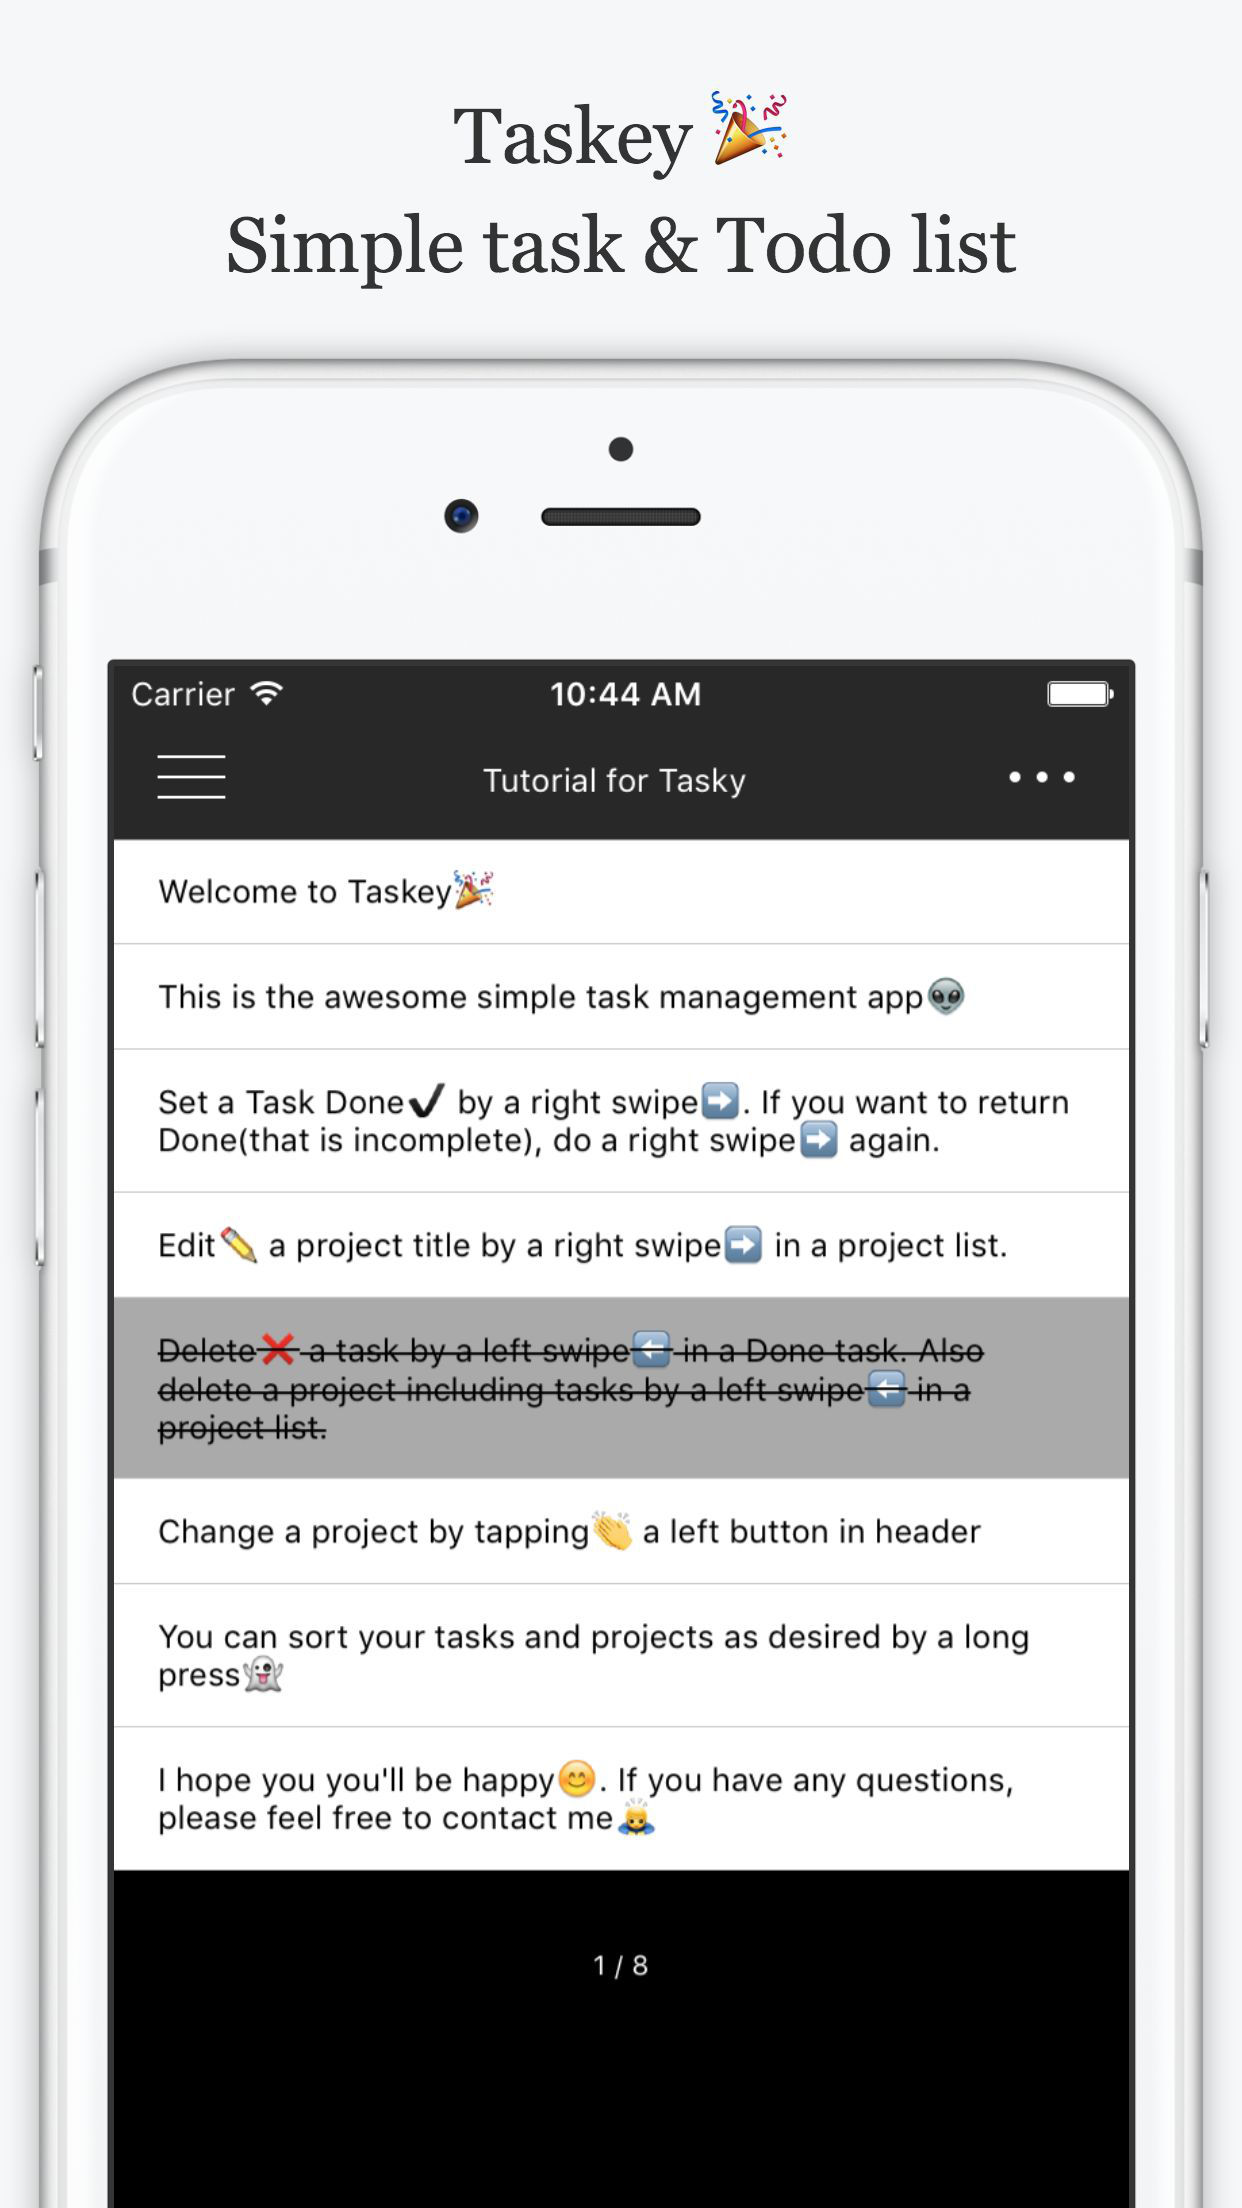 Taskey 🎉
Simple task & Todo list
Carrier
10:44 AM
Tutorial for Tasky
Welcome to Taskey🎉
This is the awesome simple task management app👽
Set a Task Done✔️ by a right swipe➡️. If you want to return
Done(that is incomplete), do a right swipe➡️ again.
Edit✏️ a project title by a right swipe➡️ in a project list.
Delete❌ a task by a left swipe⬅️ in a Done task. Also
delete a project including tasks by a left swipe⬅️ in a
project list.
Change a project by tapping👏 a left button in header
You can sort your tasks and projects as desired by a long
press👻
I hope you you'll be happy😊. If you have any questions,
please feel free to contact me🙇
1 / 8